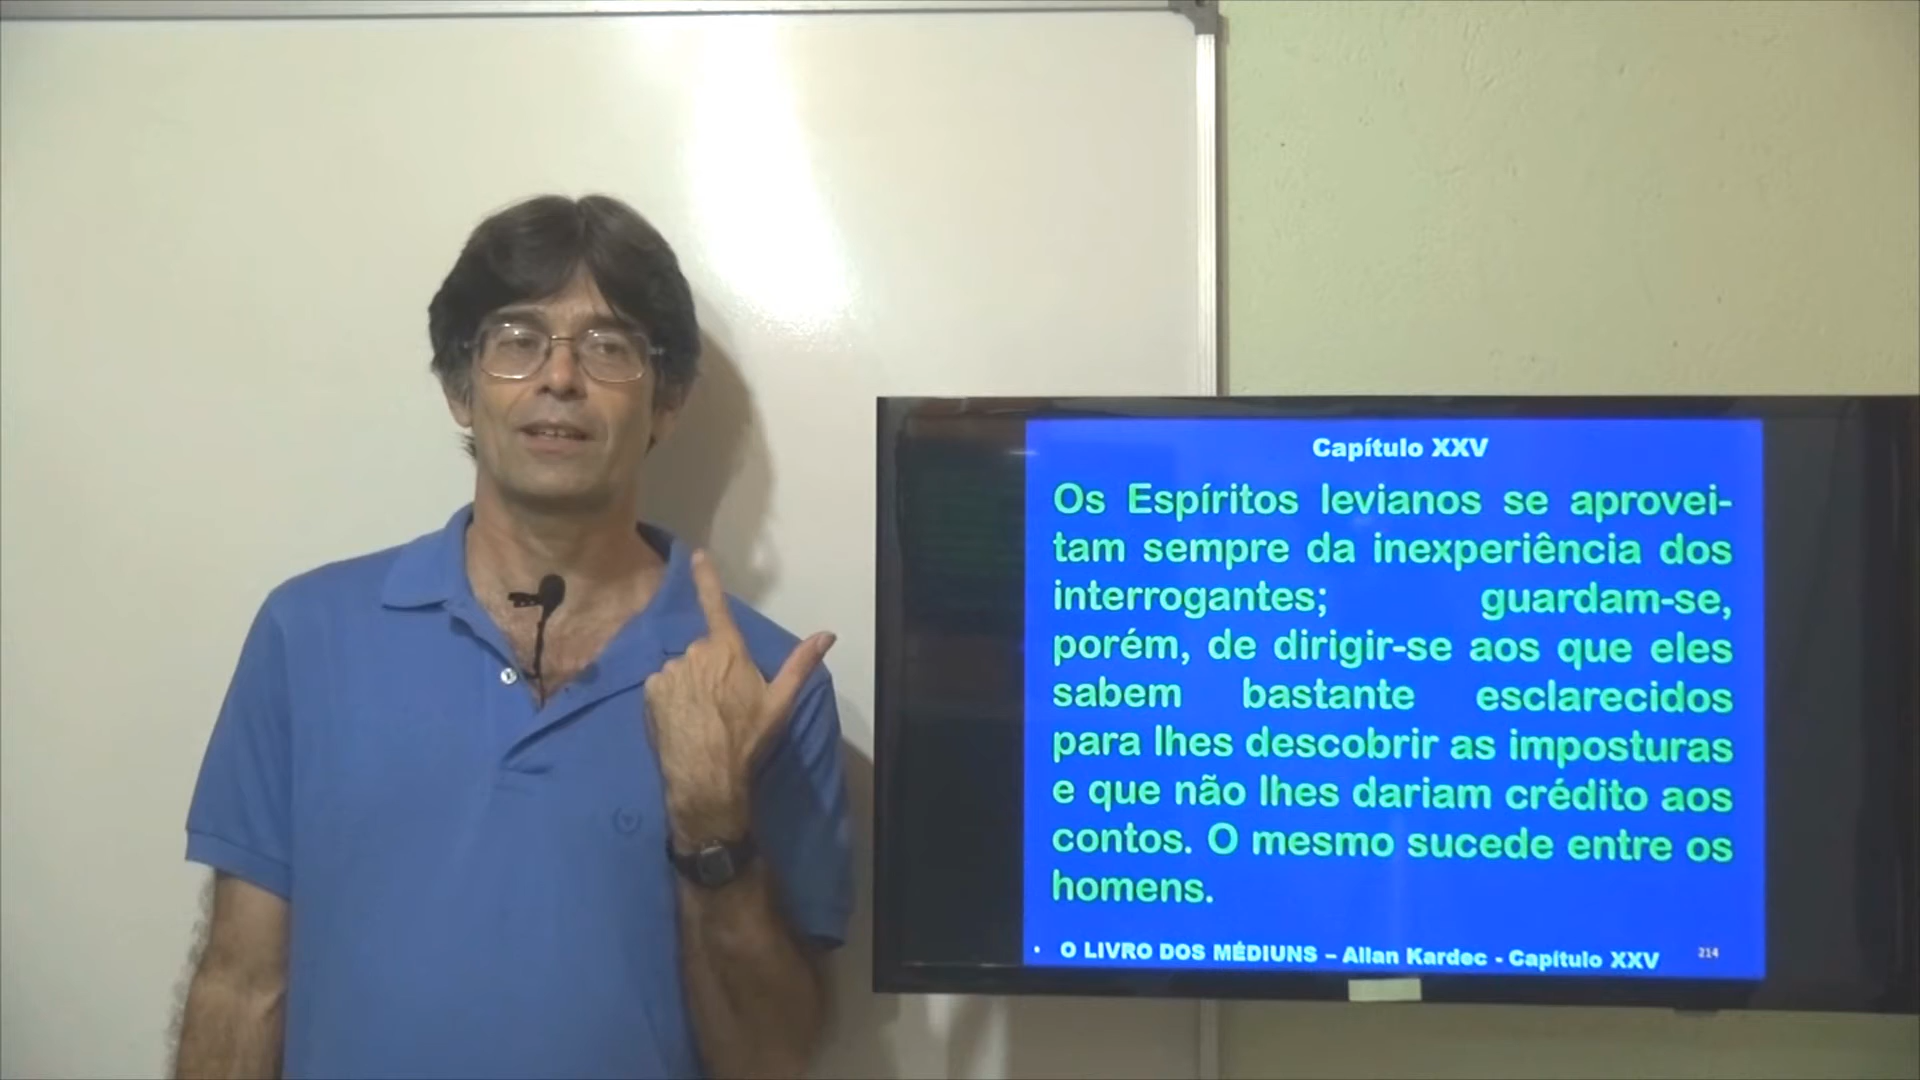 Capítulo XXV
Os Espíritos levianos se aprovei-
tam sempre da inexperiência dos
interrogantes; guardam-se,
porém, de dirigir-se aos que eles
sabem bastante esclarecidos
para lhes descobrir as imposturas
e que não lhes dariam crédito aos
contos. O mesmo sucede entre os
homens.
• O LIVRO DOS MÉDIUNS – Allan Kardec - Capítulo XXV 214